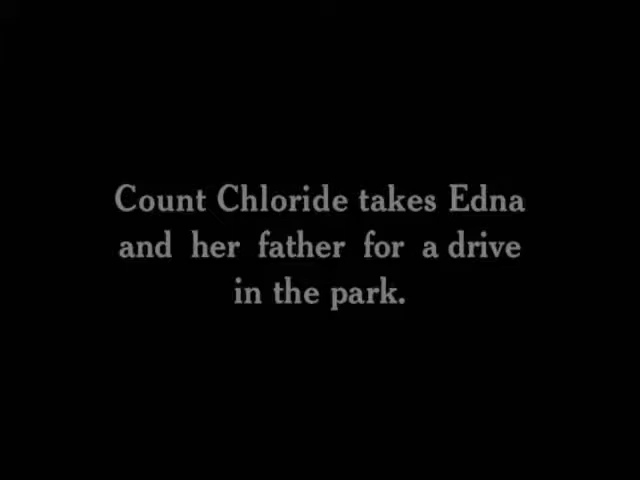 Count Chloride takes Edna
and her father for a drive
in the park.